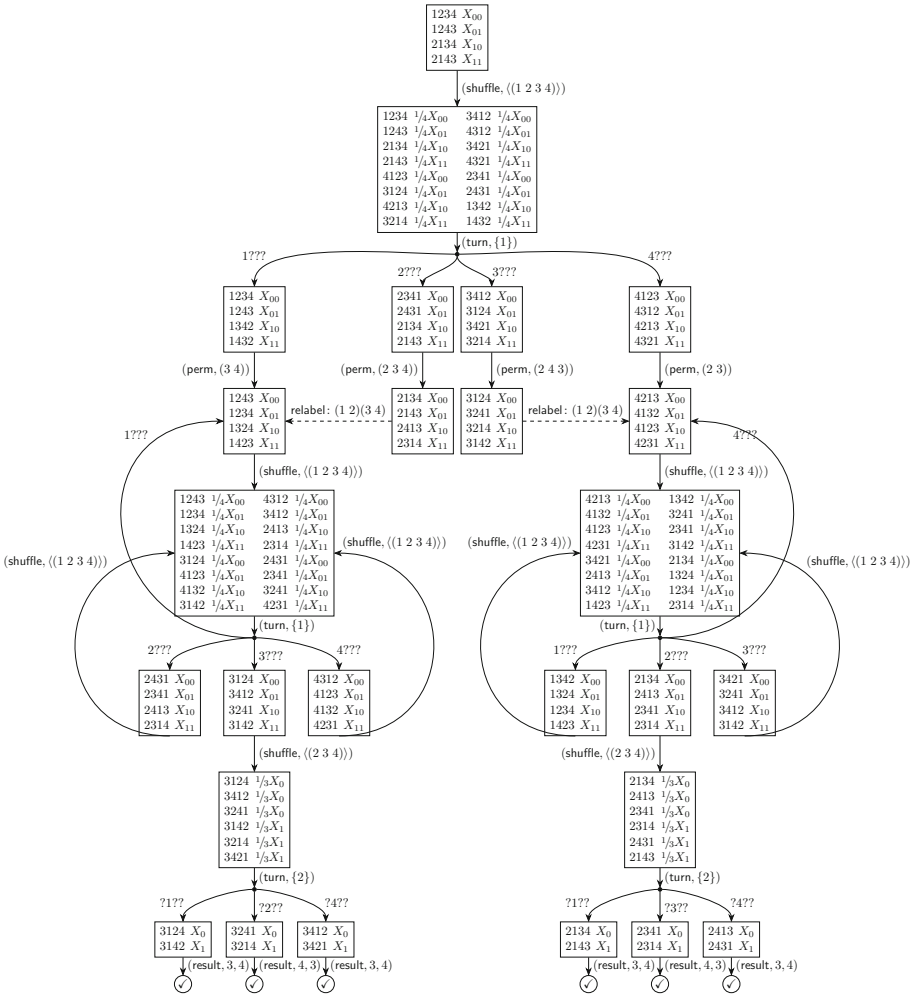 1234 X₀₀
1243 X₀₁
2134 X₁₀
2143 X₁₁
(shuffle, ⟨(1 2 3 4)⟩)
1234 ¹/₄X₀₀ 3412 ¹/₄X₀₀
1243 ¹/₄X₀₁ 4312 ¹/₄X₀₁
2134 ¹/₄X₁₀ 3421 ¹/₄X₁₀
2143 ¹/₄X₁₁ 4321 ¹/₄X₁₁
4123 ¹/₄X₀₀ 2341 ¹/₄X₀₀
3124 ¹/₄X₀₁ 2431 ¹/₄X₀₁
4213 ¹/₄X₁₀ 1342 ¹/₄X₁₀
3214 ¹/₄X₁₁ 1432 ¹/₄X₁₁
(turn, {1})
1??? 2??? 3??? 4???
1234 X₀₀ 2341 X₀₀ 3412 X₀₀ 4123 X₀₀
1243 X₀₁ 2431 X₀₁ 3124 X₀₁ 4312 X₀₁
1342 X₁₀ 2134 X₁₀ 3421 X₁₀ 4213 X₁₀
1432 X₁₁ 2143 X₁₁ 3214 X₁₁ 4321 X₁₁
(perm, (3 4)) (perm, (2 3 4)) (perm, (2 4 3)) (perm, (2 3))
1243 X₀₀ 2134 X₀₀ 3124 X₀₀ 4213 X₀₀
1234 X₀₁ 2143 X₀₁ 3241 X₀₁ 4132 X₀₁
1324 X₁₀ 2413 X₁₀ 3214 X₁₀ 4123 X₁₀
1423 X₁₁ 2314 X₁₁ 3142 X₁₁ 4231 X₁₁
relabel: (1 2)(3 4) relabel: (1 2)(3 4)
1??? 4???
(shuffle, ⟨(1 2 3 4)⟩) (shuffle, ⟨(1 2 3 4)⟩)
1243 ¹/₄X₀₀ 4312 ¹/₄X₀₀ 4213 ¹/₄X₀₀ 1342 ¹/₄X₀₀
1234 ¹/₄X₀₁ 3412 ¹/₄X₀₁ 4132 ¹/₄X₀₁ 3241 ¹/₄X₀₁
1324 ¹/₄X₁₀ 2413 ¹/₄X₁₀ 4123 ¹/₄X₁₀ 2341 ¹/₄X₁₀
1423 ¹/₄X₁₁ 2314 ¹/₄X₁₁ 4231 ¹/₄X₁₁ 3142 ¹/₄X₁₁
3124 ¹/₄X₀₀ 2431 ¹/₄X₀₀ 3421 ¹/₄X₀₀ 2134 ¹/₄X₀₀
4123 ¹/₄X₀₁ 2341 ¹/₄X₀₁ 2413 ¹/₄X₀₁ 1324 ¹/₄X₀₁
4132 ¹/₄X₁₀ 3241 ¹/₄X₁₀ 3412 ¹/₄X₁₀ 1234 ¹/₄X₁₀
3142 ¹/₄X₁₁ 4231 ¹/₄X₁₁ 1423 ¹/₄X₁₁ 2314 ¹/₄X₁₁
(shuffle, ⟨(1 2 3 4)⟩) (shuffle, ⟨(1 2 3 4)⟩) (shuffle, ⟨(1 2 3 4)⟩) (shuffle, ⟨(1 2 3 4)⟩)
(turn, {1}) (turn, {1})
2??? 3??? 4??? 1??? 2??? 3???
2431 X₀₀ 3124 X₀₀ 4312 X₀₀ 1342 X₀₀ 2134 X₀₀ 3421 X₀₀
2341 X₀₁ 3412 X₀₁ 4123 X₀₁ 1324 X₀₁ 2413 X₀₁ 3241 X₀₁
2413 X₁₀ 3241 X₁₀ 4132 X₁₀ 1234 X₁₀ 2341 X₁₀ 3412 X₁₀
2314 X₁₁ 3142 X₁₁ 4231 X₁₁ 1423 X₁₁ 2314 X₁₁ 3142 X₁₁
(shuffle, ⟨(2 3 4)⟩) (shuffle, ⟨(2 3 4)⟩)
3124 ¹/₃X₀ 2134 ¹/₃X₀
3412 ¹/₃X₀ 2413 ¹/₃X₀
3241 ¹/₃X₀ 2341 ¹/₃X₀
3142 ¹/₃X₁ 2314 ¹/₃X₁
3214 ¹/₃X₁ 2431 ¹/₃X₁
3421 ¹/₃X₁ 2143 ¹/₃X₁
(turn, {2}) (turn, {2})
?1?? ?2?? ?4?? ?1?? ?3?? ?4??
3124 X₀ 3241 X₀ 3412 X₀ 2134 X₀ 2341 X₀ 2413 X₀
3142 X₁ 3214 X₁ 3421 X₁ 2143 X₁ 2314 X₁ 2431 X₁
(result, 3, 4) (result, 4, 3) (result, 3, 4) (result, 3, 4) (result, 4, 3) (result, 3, 4)
✓ ✓ ✓ ✓ ✓ ✓